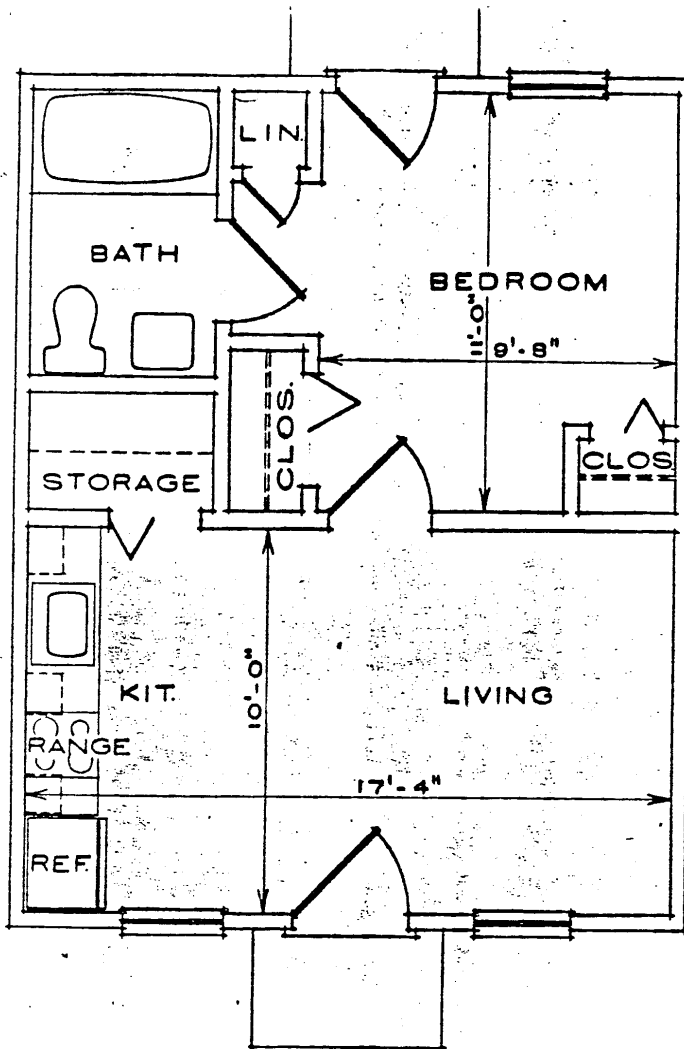 LIN.
BATH
BEDROOM
11'-0"
9'-8"
CLOS.
CLOS
STORAGE
KIT.
10'-0"
LIVING
RANGE
17'-4"
REF.